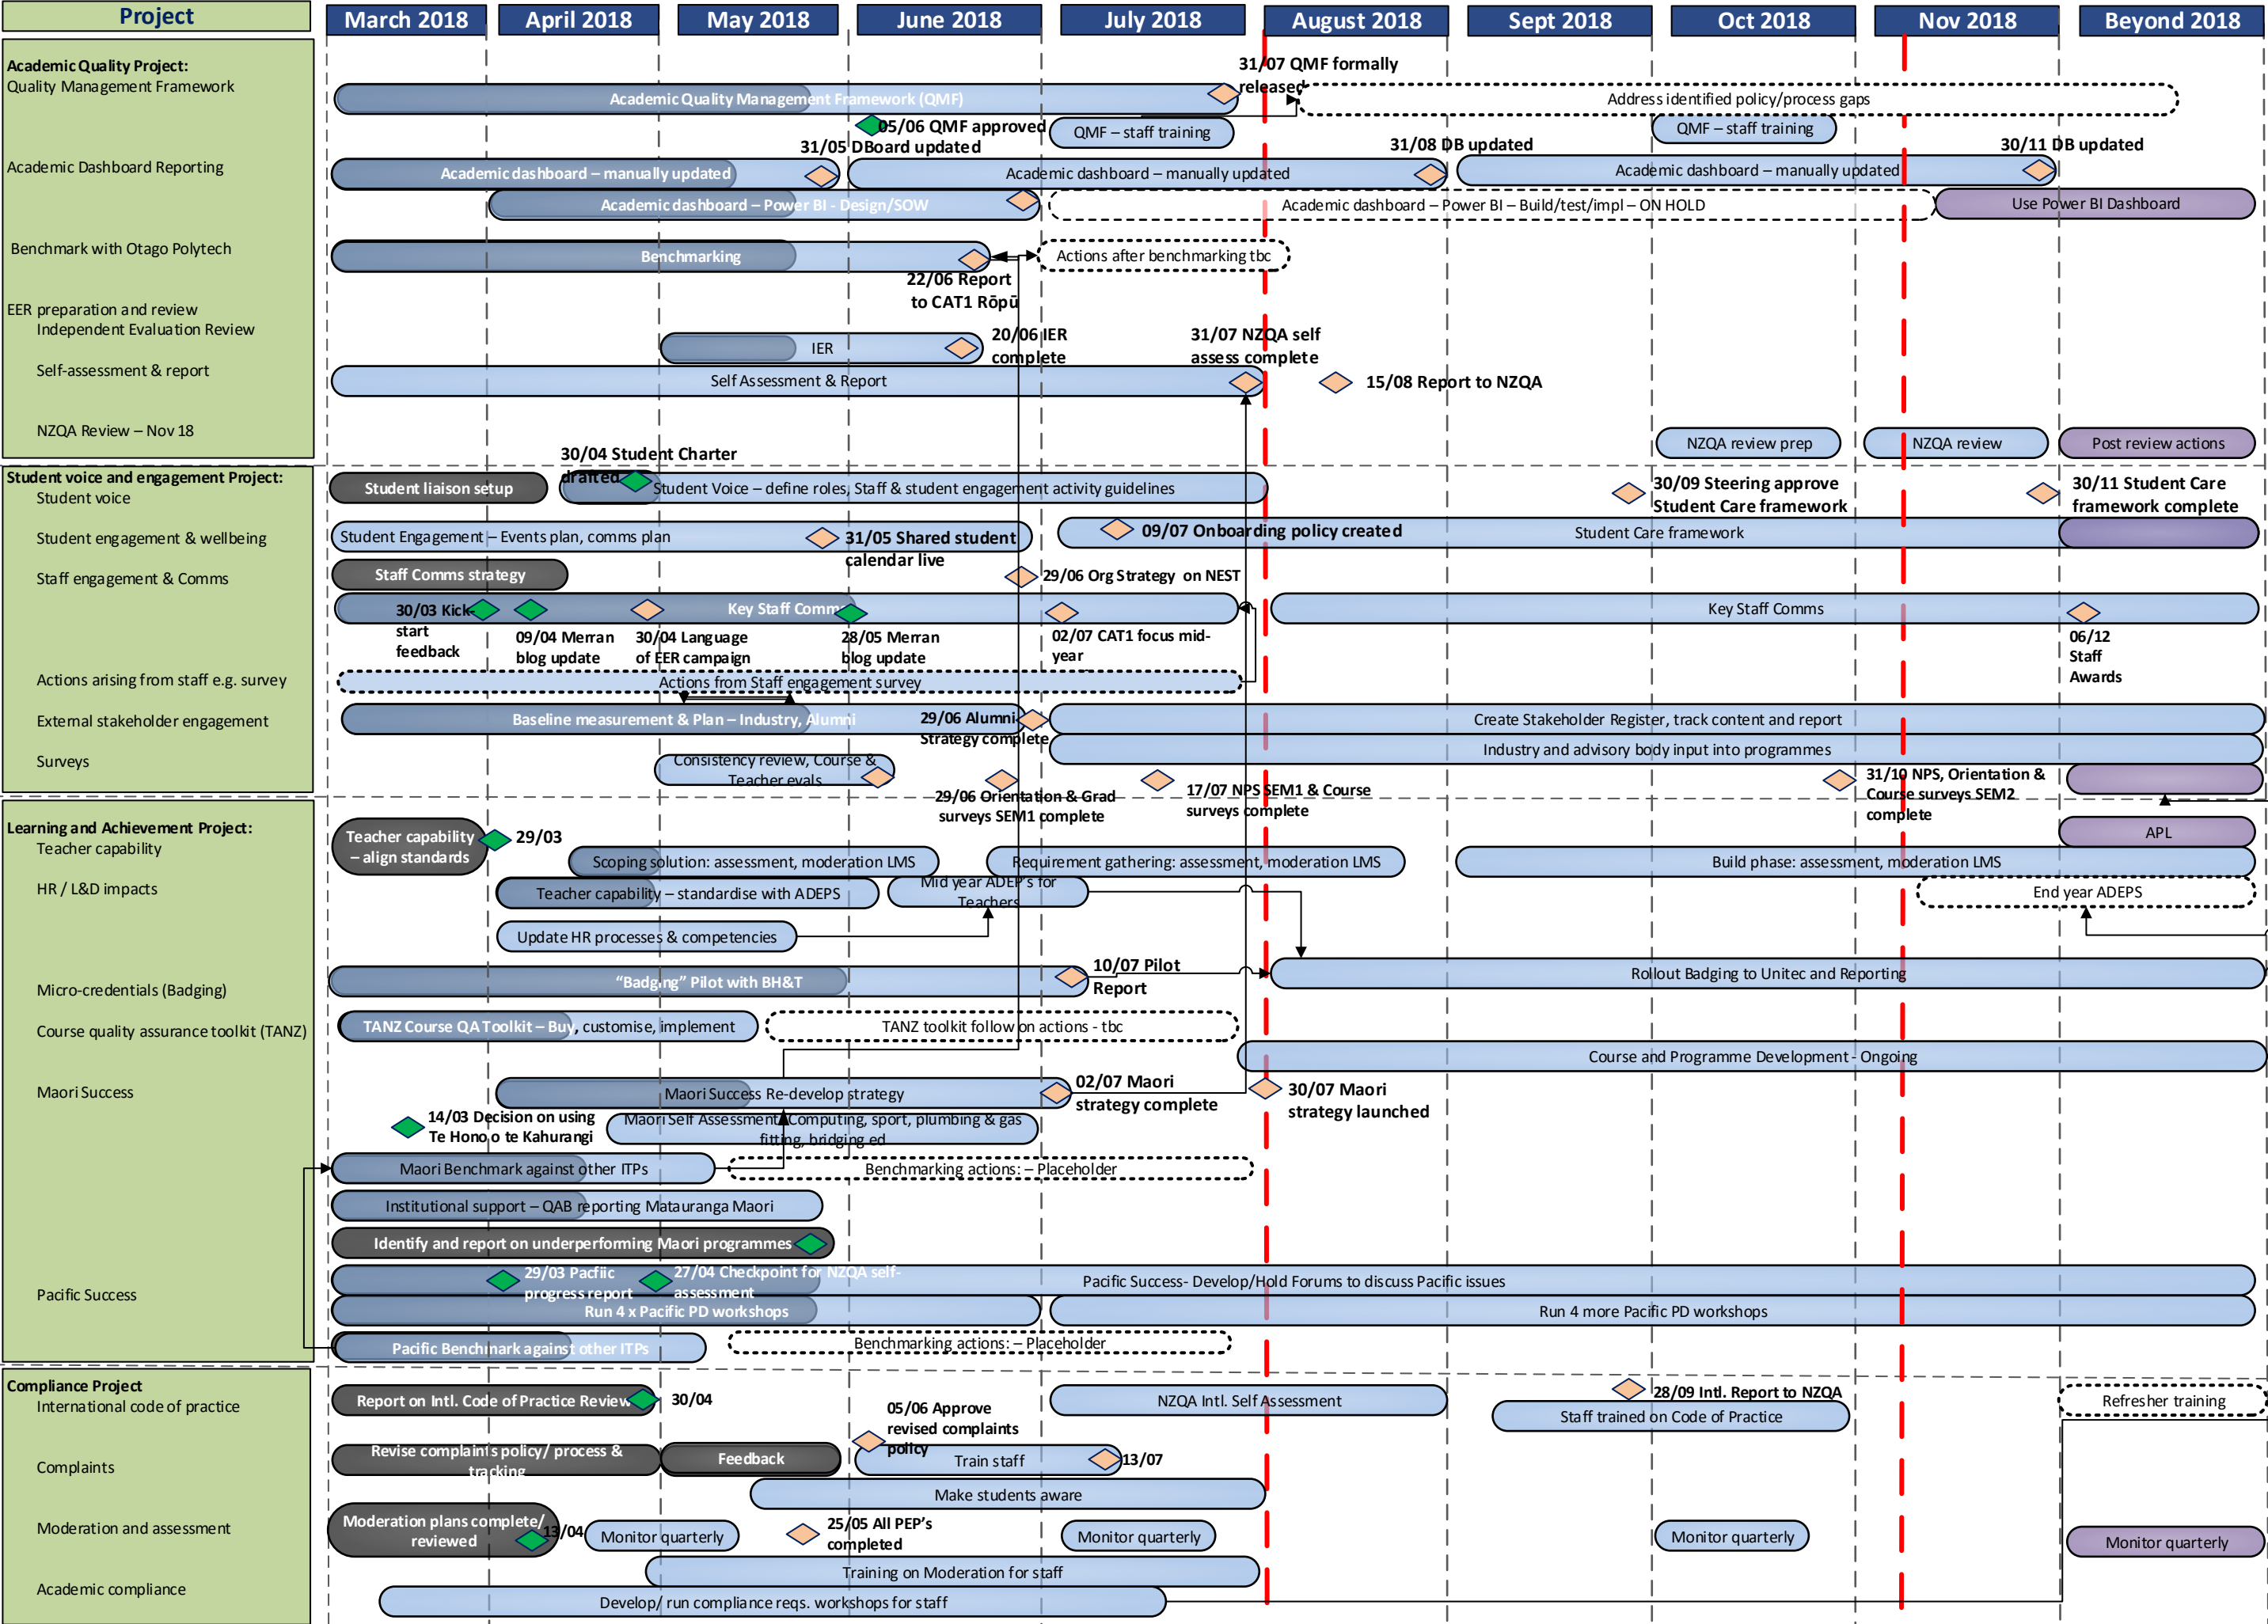 Project
March 2018
April 2018
May 2018
June 2018
July 2018
August 2018
Sept 2018
Oct 2018
Nov 2018
Beyond 2018
Academic Quality Project:
Quality Management Framework
Academic Quality Management Framework (QMF)
31/07 QMF formally
released
Address identified policy/process gaps
05/06 QMF approved
QMF – staff training
QMF – staff training
Academic Dashboard Reporting
31/05 DBoard updated
31/08 DB updated
30/11 DB updated
Academic dashboard – manually updated
Academic dashboard – manually updated
Academic dashboard – manually updated
Academic dashboard – Power BI - Design/SOW
Academic dashboard – Power BI – Build/test/impl – ON HOLD
Use Power BI Dashboard
Benchmark with Otago Polytech
Benchmarking
Actions after benchmarking tbc
22/06 Report
to CAT1 Rōpū
EER preparation and review
Independent Evaluation Review
IER
20/06 IER
complete
31/07 NZQA self
assess complete
Self-assessment & report
Self Assessment & Report
15/08 Report to NZQA
NZQA Review – Nov 18
NZQA review prep
NZQA review
Post review actions
Student voice and engagement Project:
Student voice
30/04 Student Charter
drafted
Student liaison setup
Student Voice – define roles, Staff & student engagement activity guidelines
30/09 Steering approve
Student Care framework
30/11 Student Care
framework complete
Student engagement & wellbeing
Student Engagement – Events plan, comms plan
31/05 Shared student
calendar live
09/07 Onboarding policy created
Student Care framework
Staff engagement & Comms
Staff Comms strategy
29/06 Org Strategy on NEST
Key Staff Comms
Key Staff Comms
30/03 Kick-
start
feedback
09/04 Merran
blog update
30/04 Language
of EER campaign
28/05 Merran
blog update
02/07 CAT1 focus mid-
year
06/12
Staff
Awards
Actions arising from staff e.g. survey
Actions from Staff engagement survey
External stakeholder engagement
Baseline measurement & Plan – Industry, Alumni
29/06 Alumni
Strategy complete
Create Stakeholder Register, track content and report
Industry and advisory body input into programmes
Surveys
Consistency review, Course &
Teacher evals
29/06 Orientation & Grad
surveys SEM1 complete
17/07 NPS SEM1 & Course
surveys complete
31/10 NPS, Orientation &
Course surveys SEM2
complete
Learning and Achievement Project:
Teacher capability
Teacher capability
– align standards
29/03
APL
Scoping solution: assessment, moderation LMS
Requirement gathering: assessment, moderation LMS
Build phase: assessment, moderation LMS
HR / L&D impacts
Teacher capability – standardise with ADEPS
Mid year ADEP's for
Teachers
End year ADEPS
Update HR processes & competencies
Micro-credentials (Badging)
"Badging" Pilot with BH&T
10/07 Pilot
Report
Rollout Badging to Unitec and Reporting
Course quality assurance toolkit (TANZ)
TANZ Course QA Toolkit – Buy, customise, implement
TANZ toolkit follow on actions - tbc
Course and Programme Development - Ongoing
Maori Success
Maori Success Re-develop strategy
02/07 Maori
strategy complete
30/07 Maori
strategy launched
14/03 Decision on using
Te Hono o te Kahurangi
Maori Self Assessment: Computing, sport, plumbing & gas
fitting, bridging ed
Maori Benchmark against other ITPs
Benchmarking actions: – Placeholder
Institutional support – QAB reporting Matauranga Maori
Identify and report on underperforming Maori programmes
Pacific Success
29/03 Pacfiic
progress report
27/04 Checkpoint for NZQA self-
assessment
Pacific Success- Develop/Hold Forums to discuss Pacific issues
Run 4 x Pacific PD workshops
Run 4 more Pacific PD workshops
Pacific Benchmark against other ITPs
Benchmarking actions: – Placeholder
Compliance Project
International code of practice
Report on Intl. Code of Practice Review
30/04
NZQA Intl. Self Assessment
28/09 Intl. Report to NZQA
Staff trained on Code of Practice
Refresher training
Complaints
Revise complaints policy/ process &
tracking
Feedback
05/06 Approve
revised complaints
policy
Train staff
13/07
Make students aware
Moderation and assessment
Moderation plans complete/
reviewed
13/04
Monitor quarterly
25/05 All PEP's
completed
Monitor quarterly
Monitor quarterly
Monitor quarterly
Training on Moderation for staff
Academic compliance
Develop/ run compliance reqs. workshops for staff